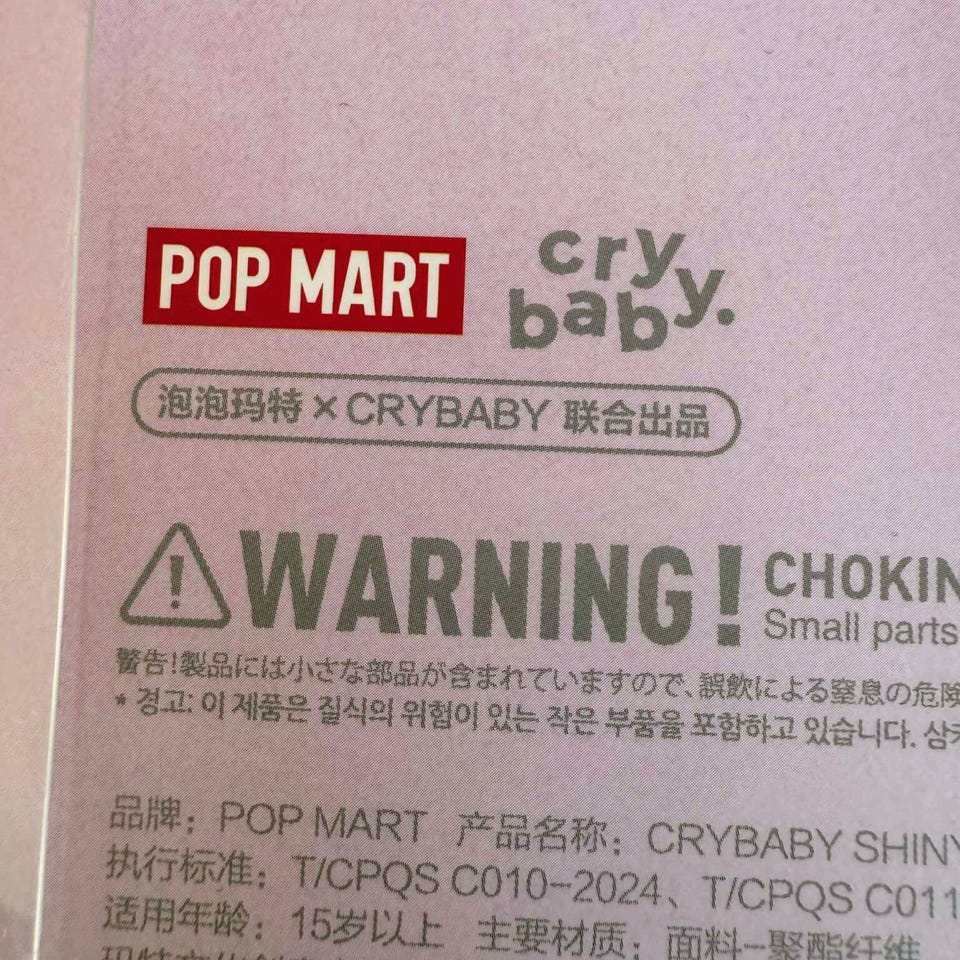 POP MART
cry
baby.
泡泡玛特×CRYBABY 联合出品
WARNING! CHOKIN
Small parts
警告!製品には小さな部品が含まれていますので、誤飲による窒息の危険
* 경고: 이 제품은 질식의 위험이 있는 작은 부품을 포함하고 있습니다. 삼키
品牌：POP MART 产品名称：CRYBABY SHINY
执行标准：T/CPQS C010-2024、T/CPQS C011
适用年龄：15岁以上 主要材质：面料-聚酯纤维